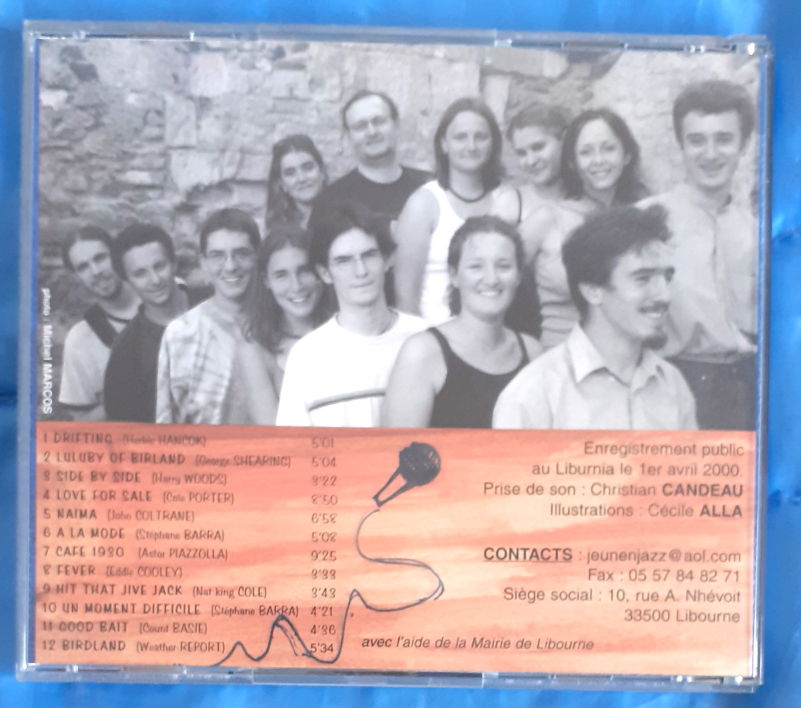 photo : Michel MARCOS
1 DRIFTING (Herbie HANCOK) 5'01
2 LULUBY OF BIRLAND (George SHEARING) 5'04
3 SIDE BY SIDE (Harry WOODS) 3'22
4 LOVE FOR SALE (Cole PORTER) 8'50
5 NAIMA (John COLTRANE) 6'58
6 A LA MODE (Stéphane BARRA) 5'08
7 CAFE 1930 (Astor PIAZZOLLA) 9'25
8 FEVER (Eddie COOLEY) 3'33
9 HIT THAT JIVE JACK (Nat king COLE) 3'43
10 UN MOMENT DIFFICILE (Stéphane BARRA) 4'21
11 GOOD BAIT (Count BASIE) 4'36
12 BIRDLAND (Weather REPORT) 5'34
Enregistrement public
au Liburnia le 1er avril 2000.
Prise de son : Christian CANDEAU
Illustrations : Cécile ALLA
CONTACTS : jeunenjazz@aol.com
Fax : 05 57 84 82 71
Siège social : 10, rue A. Nhévoit
33500 Libourne
avec l'aide de la Mairie de Libourne